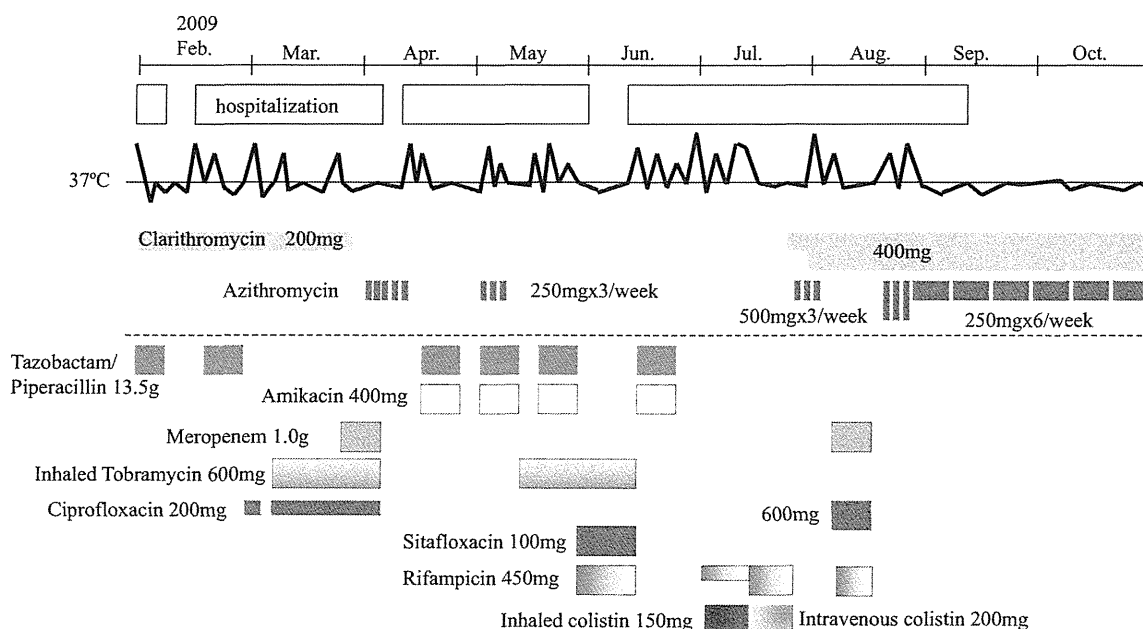 2009
Feb. Mar. Apr. May Jun. Jul. Aug. Sep. Oct.
hospitalization
37°C
Clarithromycin 200mg
400mg
Azithromycin
250mgx3/week
500mgx3/week
250mgx6/week
Tazobactam/
Piperacillin 13.5g
Amikacin 400mg
Meropenem 1.0g
Inhaled Tobramycin 600mg
Ciprofloxacin 200mg
600mg
Sitafloxacin 100mg
Rifampicin 450mg
Inhaled colistin 150mg
Intravenous colistin 200mg